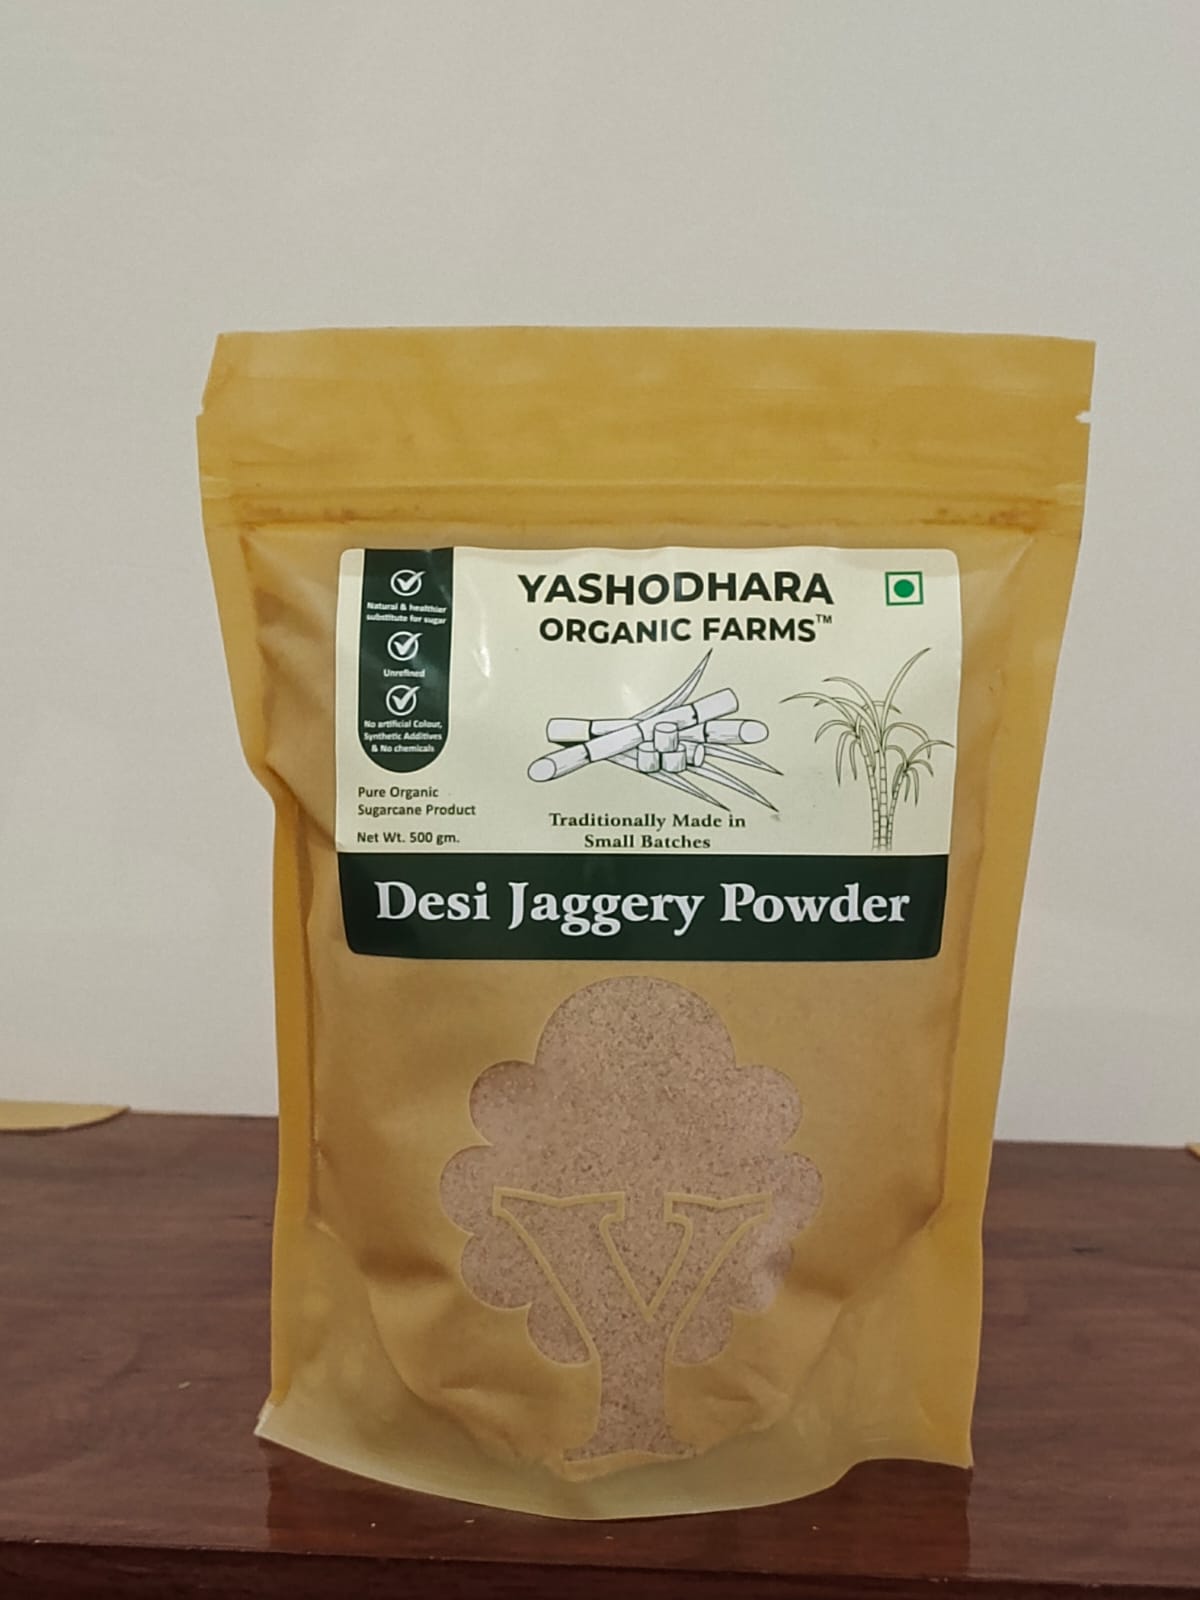 YASHODHARA
ORGANIC FARMS™
Natural & healthier
substitute for sugar
Unrefined
No artificial Colour,
Synthetic Additives
& No chemicals
Pure Organic
Sugarcane Product
Net Wt. 500 gm.
Traditionally Made in
Small Batches
Desi Jaggery Powder
Y